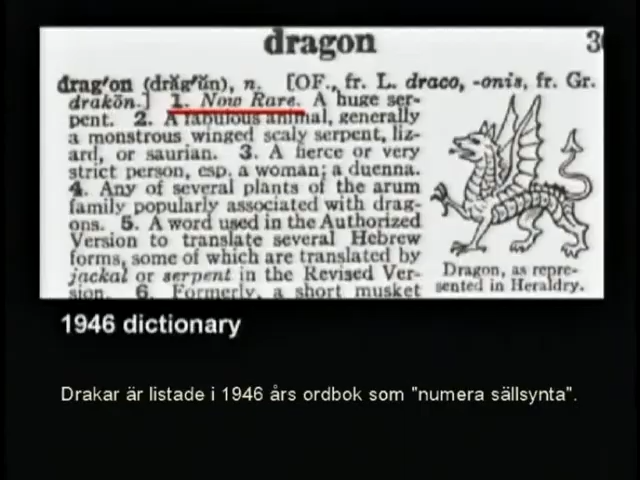 dragon 3
drag′on (drăg′ŭn), n. [OF., fr. L. draco, -onis, fr. Gr.
drakōn.] 1. Now Rare. A huge ser-
pent. 2. A fabulous animal, generally
a monstrous winged scaly serpent, liz-
ard, or saurian. 3. A fierce or very
strict person, esp. a woman; a duenna.
4. Any of several plants of the arum
family popularly associated with drag-
ons. 5. A word used in the Authorized
Version to translate several Hebrew
forms, some of which are translated by
jackal or serpent in the Revised Ver-
sion. 6. Formerly, a short musket
Dragon, as repre-
sented in Heraldry.
1946 dictionary
Drakar är listade i 1946 års ordbok som "numera sällsynta".